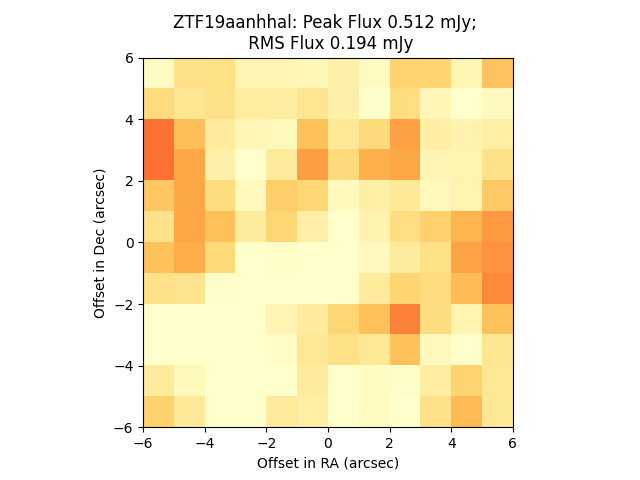 ZTF19aanhhal: Peak Flux 0.512 mJy;
RMS Flux 0.194 mJy
6
4
2
0
−2
−4
−6
Offset in Dec (arcsec)
−6 −4 −2 0 2 4 6
Offset in RA (arcsec)